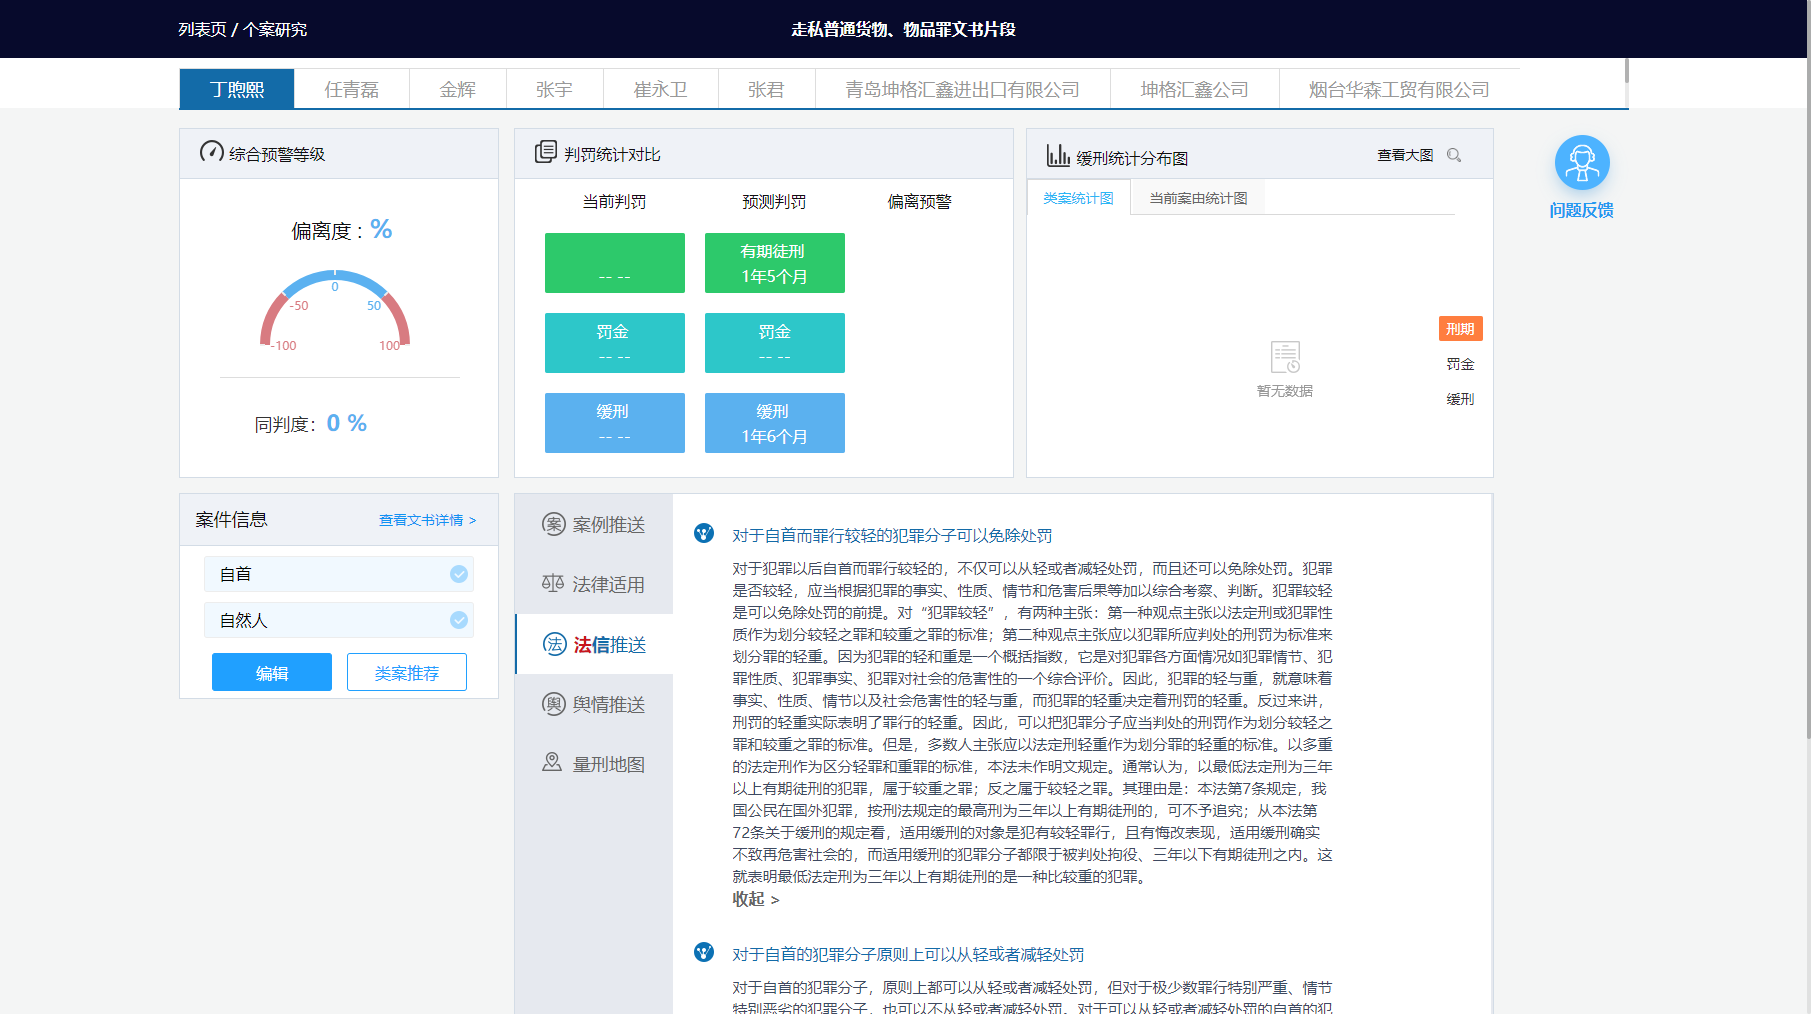 列表页 / 个案研究
走私普通货物、物品罪文书片段
丁煦熙 任青磊 金辉 张宇 崔永卫 张君 青岛坤格汇鑫进出口有限公司 坤格汇鑫公司 烟台华森工贸有限公司
综合预警等级
偏离度：%
0
-50 50
-100 100
同判度：0 %
判罚统计对比
当前判罚 预测判罚 偏离预警
-- --
有期徒刑
1年5个月
罚金
-- --
罚金
-- --
缓刑
-- --
缓刑
1年6个月
缓刑统计分布图 查看大图
类案统计图 当前案由统计图
暂无数据
刑期
罚金
缓刑
问题反馈
案件信息 查看文书详情 >
自首
自然人
编辑 类案推荐
案 案例推送
法律适用
法 法信推送
舆 舆情推送
量刑地图
对于自首而罪行较轻的犯罪分子可以免除处罚
对于犯罪以后自首而罪行较轻的，不仅可以从轻或者减轻处罚，而且还可以免除处罚。犯罪
是否较轻，应当根据犯罪的事实、性质、情节和危害后果等加以综合考察、判断。犯罪较轻
是可以免除处罚的前提。对“犯罪较轻”，有两种主张：第一种观点主张以法定刑或犯罪性
质作为划分较轻之罪和较重之罪的标准；第二种观点主张应以犯罪所应判处的刑罚为标准来
划分罪的轻重。因为犯罪的轻和重是一个概括指数，它是对犯罪各方面情况如犯罪情节、犯
罪性质、犯罪事实、犯罪对社会的危害性的一个综合评价。因此，犯罪的轻与重，就意味着
事实、性质、情节以及社会危害性的轻与重，而犯罪的轻重决定着刑罚的轻重。反过来讲，
刑罚的轻重实际表明了罪行的轻重。因此，可以把犯罪分子应当判处的刑罚作为划分较轻之
罪和较重之罪的标准。但是，多数人主张应以法定刑轻重作为划分罪的轻重的标准。以多重
的法定刑作为区分轻罪和重罪的标准，本法未作明文规定。通常认为，以最低法定刑为三年
以上有期徒刑的犯罪，属于较重之罪；反之属于较轻之罪。其理由是：本法第7条规定，我
国公民在国外犯罪，按刑法规定的最高刑为三年以上有期徒刑的，可不予追究；从本法第
72条关于缓刑的规定看，适用缓刑的对象是犯有较轻罪行，且有悔改表现，适用缓刑确实
不致再危害社会的，而适用缓刑的犯罪分子都限于被判处拘役、三年以下有期徒刑之内。这
就表明最低法定刑为三年以上有期徒刑的是一种比较重的犯罪。
收起 >
对于自首的犯罪分子原则上可以从轻或者减轻处罚
对于自首的犯罪分子，原则上都可以从轻或者减轻处罚，但对于极少数罪行特别严重、情节
特别恶劣的犯罪分子，也可以不从轻或者减轻处罚。对于可以从轻或者减轻处罚的自首的犯